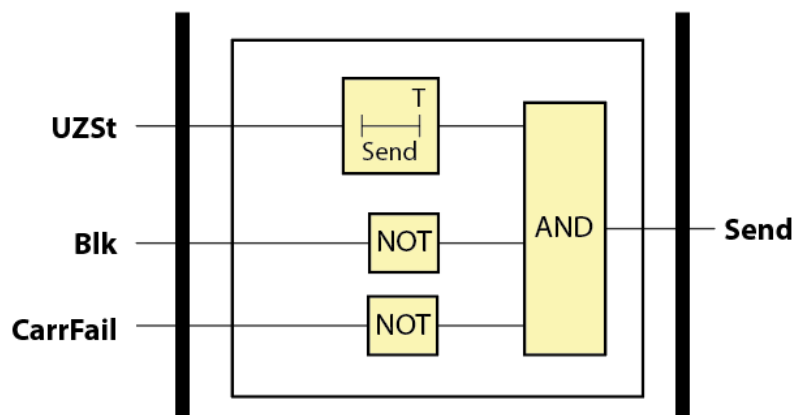 UZSt
T
Send
Blk
NOT
AND
Send
CarrFail
NOT